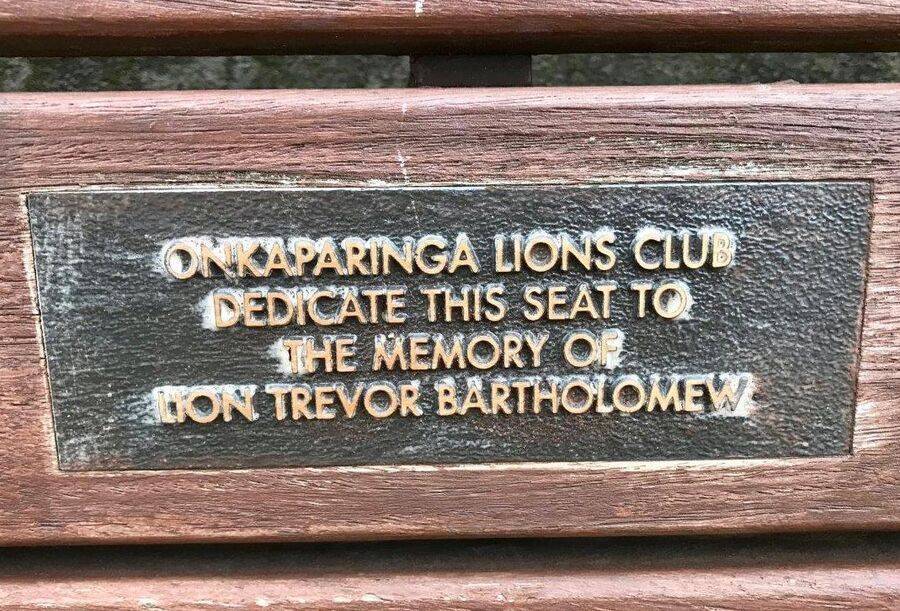 ONKAPARINGA LIONS CLUB
DEDICATE THIS SEAT TO
THE MEMORY OF
LION TREVOR BARTHOLOMEW